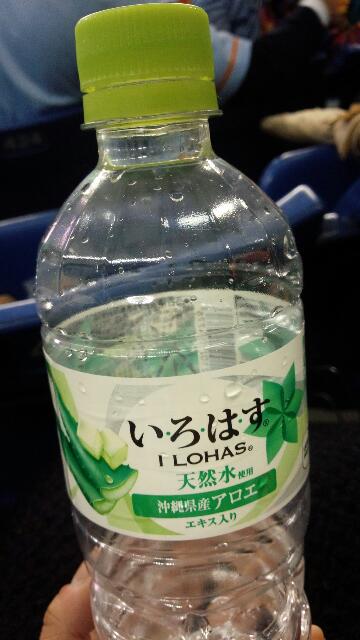 い・ろ・は・す®
I LOHAS®
天然水使用
沖縄県産アロエ
エキス入り